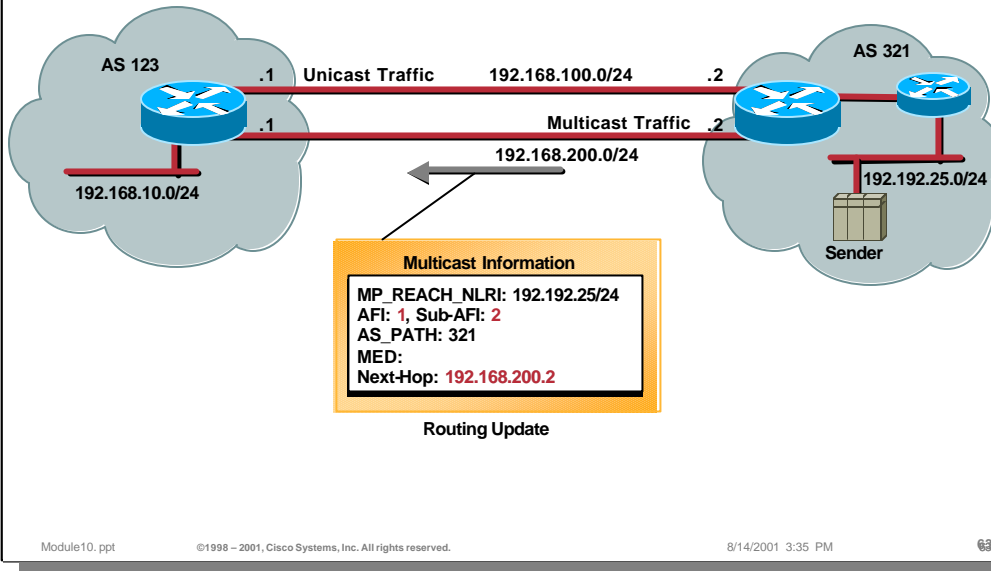 AS 123
AS 321
.1 Unicast Traffic 192.168.100.0/24 .2
.1 Multicast Traffic .2
192.168.200.0/24
192.168.10.0/24
192.192.25.0/24
Sender
Multicast Information
MP_REACH_NLRI: 192.192.25/24
AFI: 1, Sub-AFI: 2
AS_PATH: 321
MED:
Next-Hop: 192.168.200.2
Routing Update
Module10.ppt ©1998 – 2001, Cisco Systems, Inc. All rights reserved. 8/14/2001 3:35 PM 63